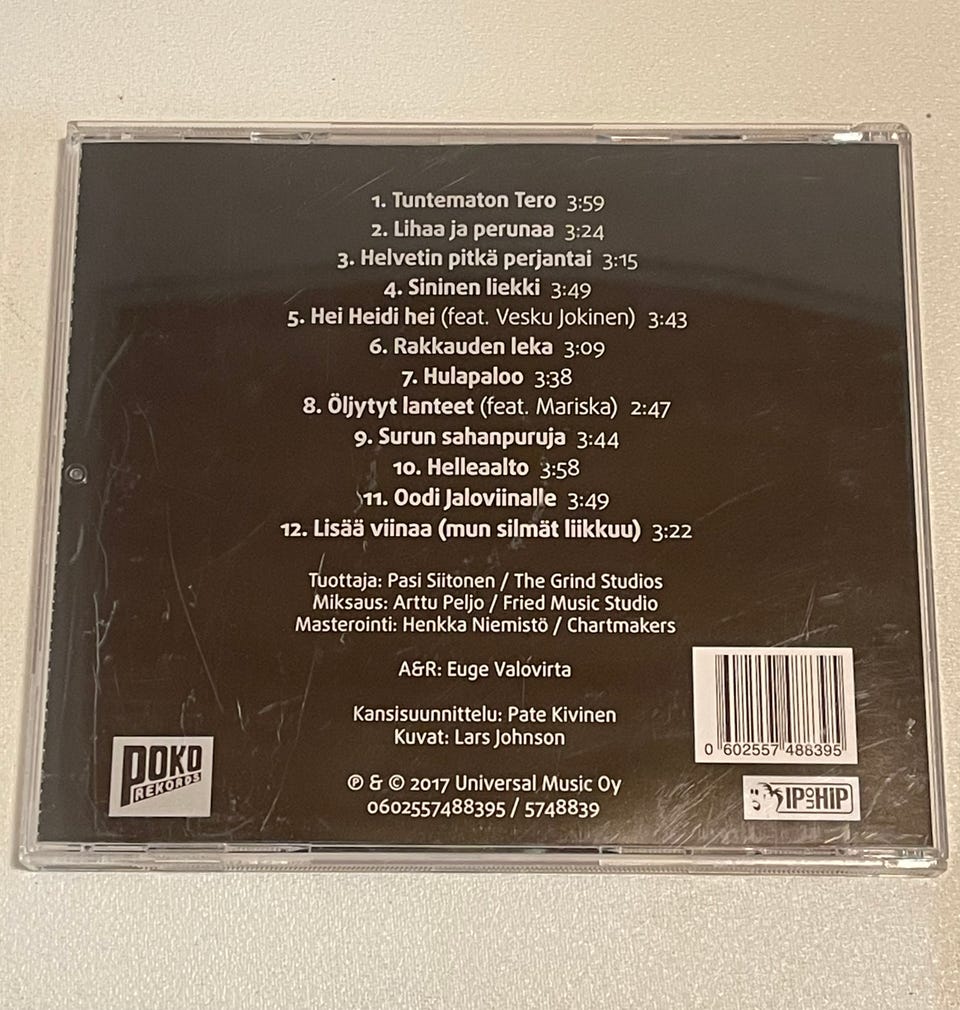 1. Tuntematon Tero 3:59
2. Lihaa ja perunaa 3:24
3. Helvetin pitkä perjantai 3:15
4. Sininen liekki 3:49
5. Hei Heidi hei (feat. Vesku Jokinen) 3:43
6. Rakkauden leka 3:09
7. Hulapaloo 3:38
8. Öljytyt lanteet (feat. Mariska) 2:47
9. Surun sahanpuruja 3:44
10. Helleaalto 3:58
11. Oodi Jaloviinalle 3:49
12. Lisää viinaa (mun silmät liikkuu) 3:22
Tuottaja: Pasi Siitonen / The Grind Studios
Miksaus: Arttu Peljo / Fried Music Studio
Masterointi: Henkka Niemistö / Chartmakers
A&R: Euge Valovirta
Kansisuunnittelu: Pate Kivinen
Kuvat: Lars Johnson
℗ & © 2017 Universal Music Oy
0602557488395 / 5748839
DOKO
REKORDS
0 602557 488395